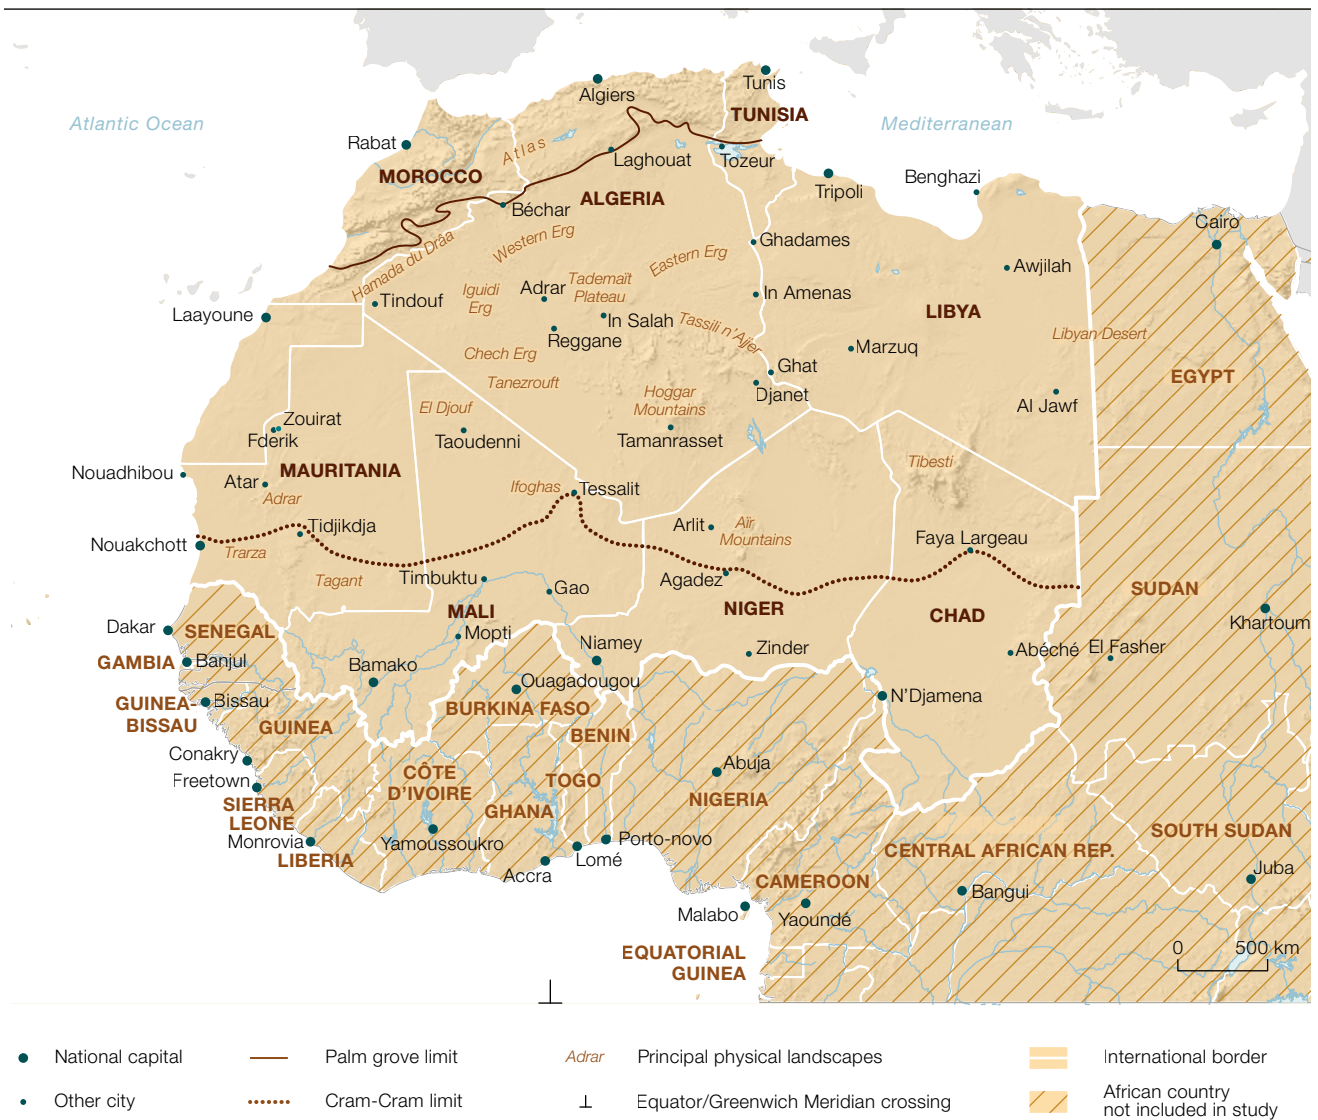 Tunis
Algiers
TUNISIA
Atlantic Ocean
Mediterranean
Rabat
Atlas
Laghouat
Tozeur
MOROCCO
Tripoli
Benghazi
ALGERIA
Béchar
Cairo
Western Erg
Ghadames
Hamada du Drâa
Eastern Erg
Awjilah
Tademaït
Plateau
Iguidi
Erg
Adrar
In Amenas
Tindouf
Laayoune
LIBYA
In Salah
Tassili n'Ajjer
Reggane
Libyan Desert
Marzuq
Chech Erg
Ghat
EGYPT
Tanezrouft
Djanet
Hoggar
Mountains
El Djouf
Al Jawf
Zouirat
Fderik
Taoudenni
Tamanrasset
Tibesti
MAURITANIA
Nouadhibou
Atar
Adrar
Ifoghas
Tessalit
Arlit
Aïr
Mountains
Tidjikdja
Faya Largeau
Nouakchott
Trarza
Tagant
Timbuktu
Gao
Agadez
SUDAN
MALI
NIGER
CHAD
Khartoum
Dakar
SENEGAL
Mopti
Niamey
Zinder
Abéché
El Fasher
GAMBIA
Banjul
Bamako
Ouagadougou
N'Djamena
GUINEA-
BISSAU
Bissau
BURKINA FASO
GUINEA
BENIN
Conakry
Abuja
Freetown
CÔTE
D'IVOIRE
TOGO
NIGERIA
SIERRA
LEONE
GHANA
Monrovia
Yamoussoukro
Porto-novo
SOUTH SUDAN
LIBERIA
Lomé
CENTRAL AFRICAN REP.
Accra
Juba
CAMEROON
Bangui
Malabo
Yaoundé
EQUATORIAL
GUINEA
0 500 km
National capital
Palm grove limit
Adrar
Principal physical landscapes
International border
Other city
Cram-Cram limit
Equator/Greenwich Meridian crossing
African country
not included in study